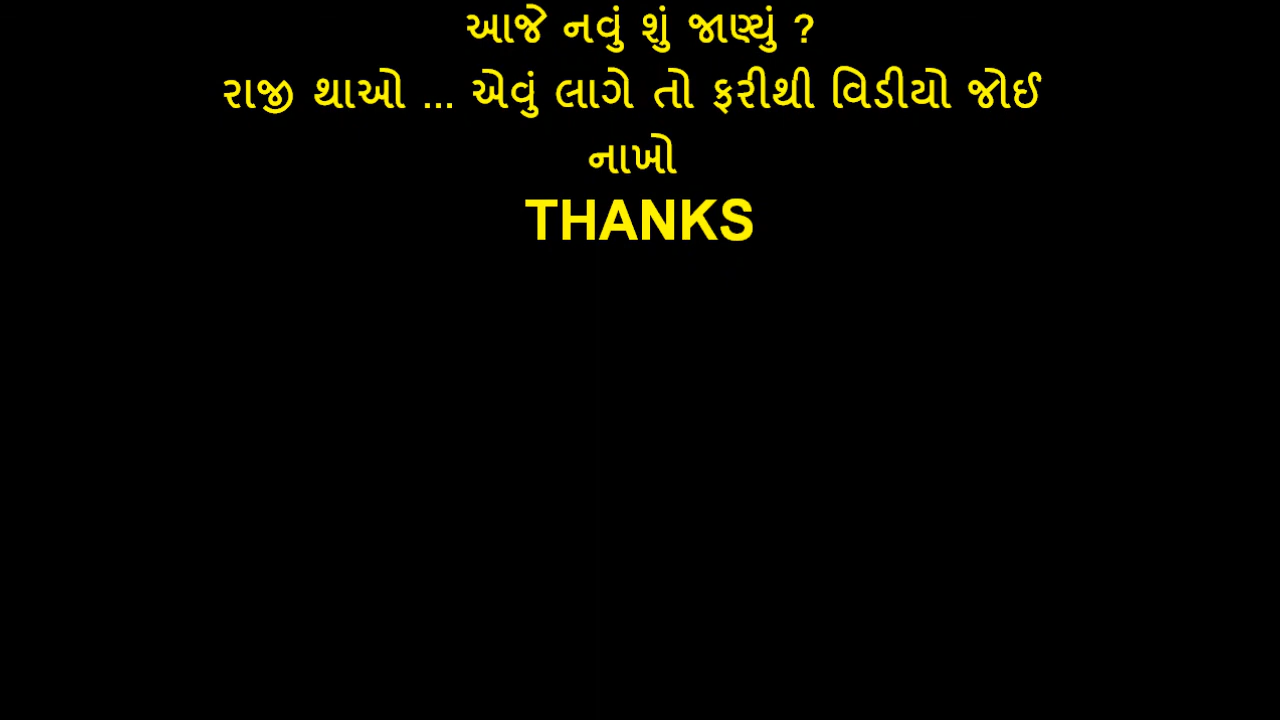 આજે નવું શું જાણ્યું ?
રાજી થાઓ ... એવું લાગે તો ફરીથી વિડીયો જોઈ
નાખો
THANKS